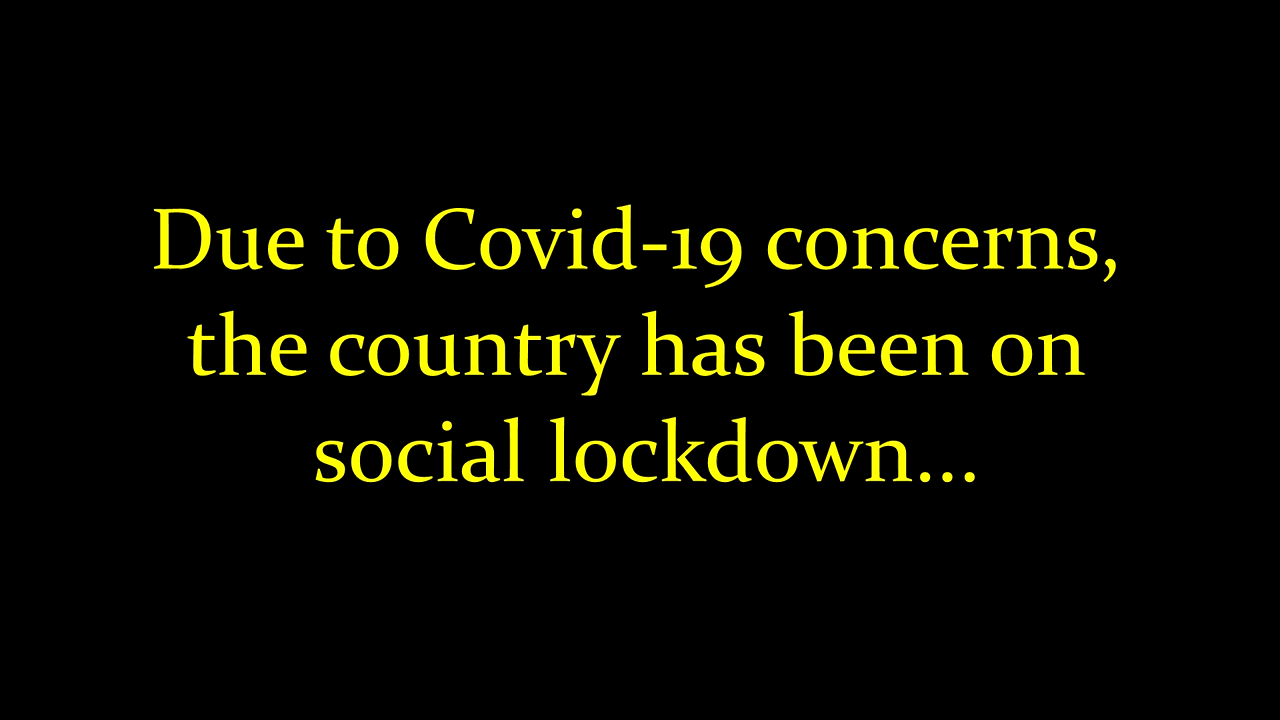 Due to Covid-19 concerns,
the country has been on
social lockdown...